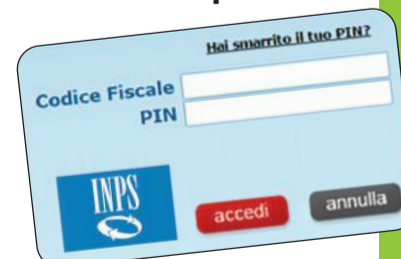 Hai smarrito il tuo PIN?
Codice Fiscale
PIN
INPS
accedi
annulla